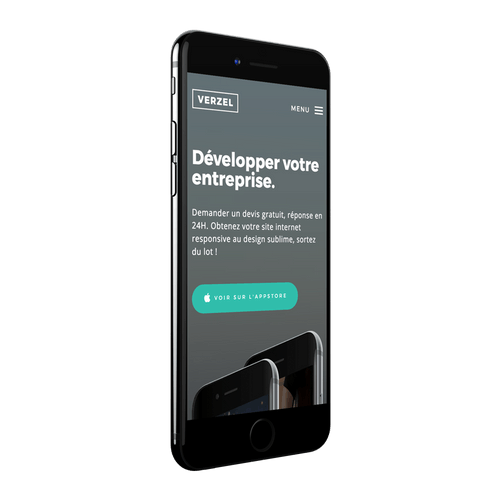 VERZEL
MENU
Développer votre
entreprise.
Demander un devis gratuit, réponse en
24H. Obtenez votre site internet
responsive au design sublime, sortez
du lot !
VOIR SUR L'APPSTORE